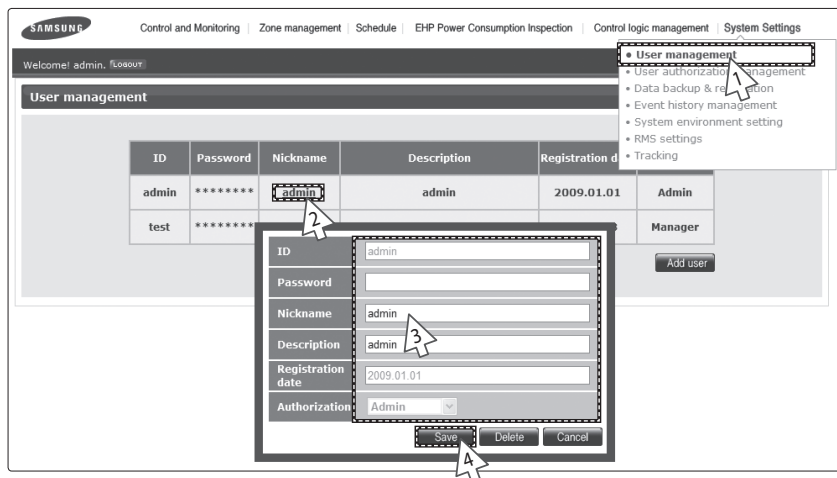 SAMSUNG
Control and Monitoring | Zone management | Schedule | EHP Power Consumption Inspection | Control logic management | System Settings
Welcome! admin. LOGOUT
• User management
• User authorization management
• Data backup & re ation
• Event history management
• System environment setting
• RMS settings
• Tracking
1
User management
ID Password Nickname Description Registration d
admin ******** admin admin 2009.01.01 Admin
2
test ******** Manager
Add user
ID admin
Password
Nickname admin
3
Description admin
Registration date 2009.01.01
Authorization Admin
Save Delete Cancel
4